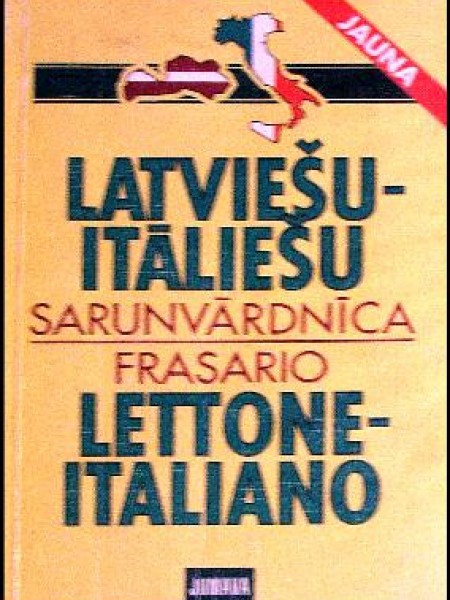 JAUNA
LATVIEŠU-
ITĀLIEŠU
SARUNVĀRDNĪCA
FRASARIO
LETTONE-
ITALIANO